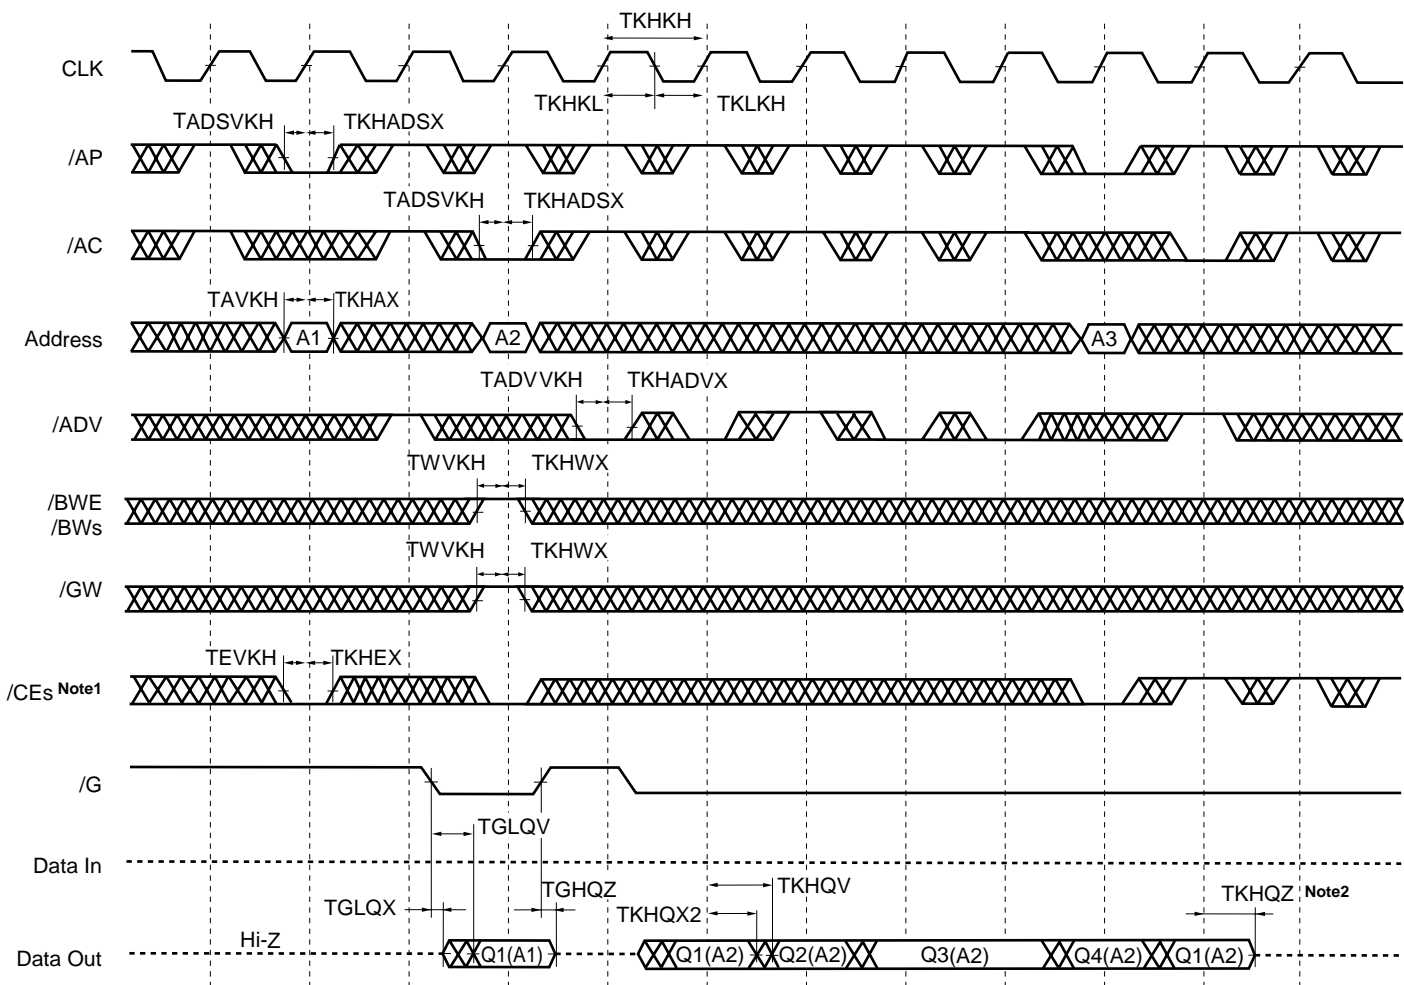 TKHKH
CLK
TKHKL TKLKH
TADSVKH TKHADSX
/AP
TADSVKH TKHADSX
/AC
TAVKH TKHAX
Address A1 A2 A3
TADVVKH TKHADVX
/ADV
TWVKH TKHWX
/BWE
/BWs
TWVKH TKHWX
/GW
TEVKH TKHEX
/CEs Note1
/G
TGLQV
Data In
TGLQX TGHQZ TKHQX2 TKHQV TKHQZ Note2
Hi-Z
Data Out Q1(A1) Q1(A2) Q2(A2) Q3(A2) Q4(A2) Q1(A2)